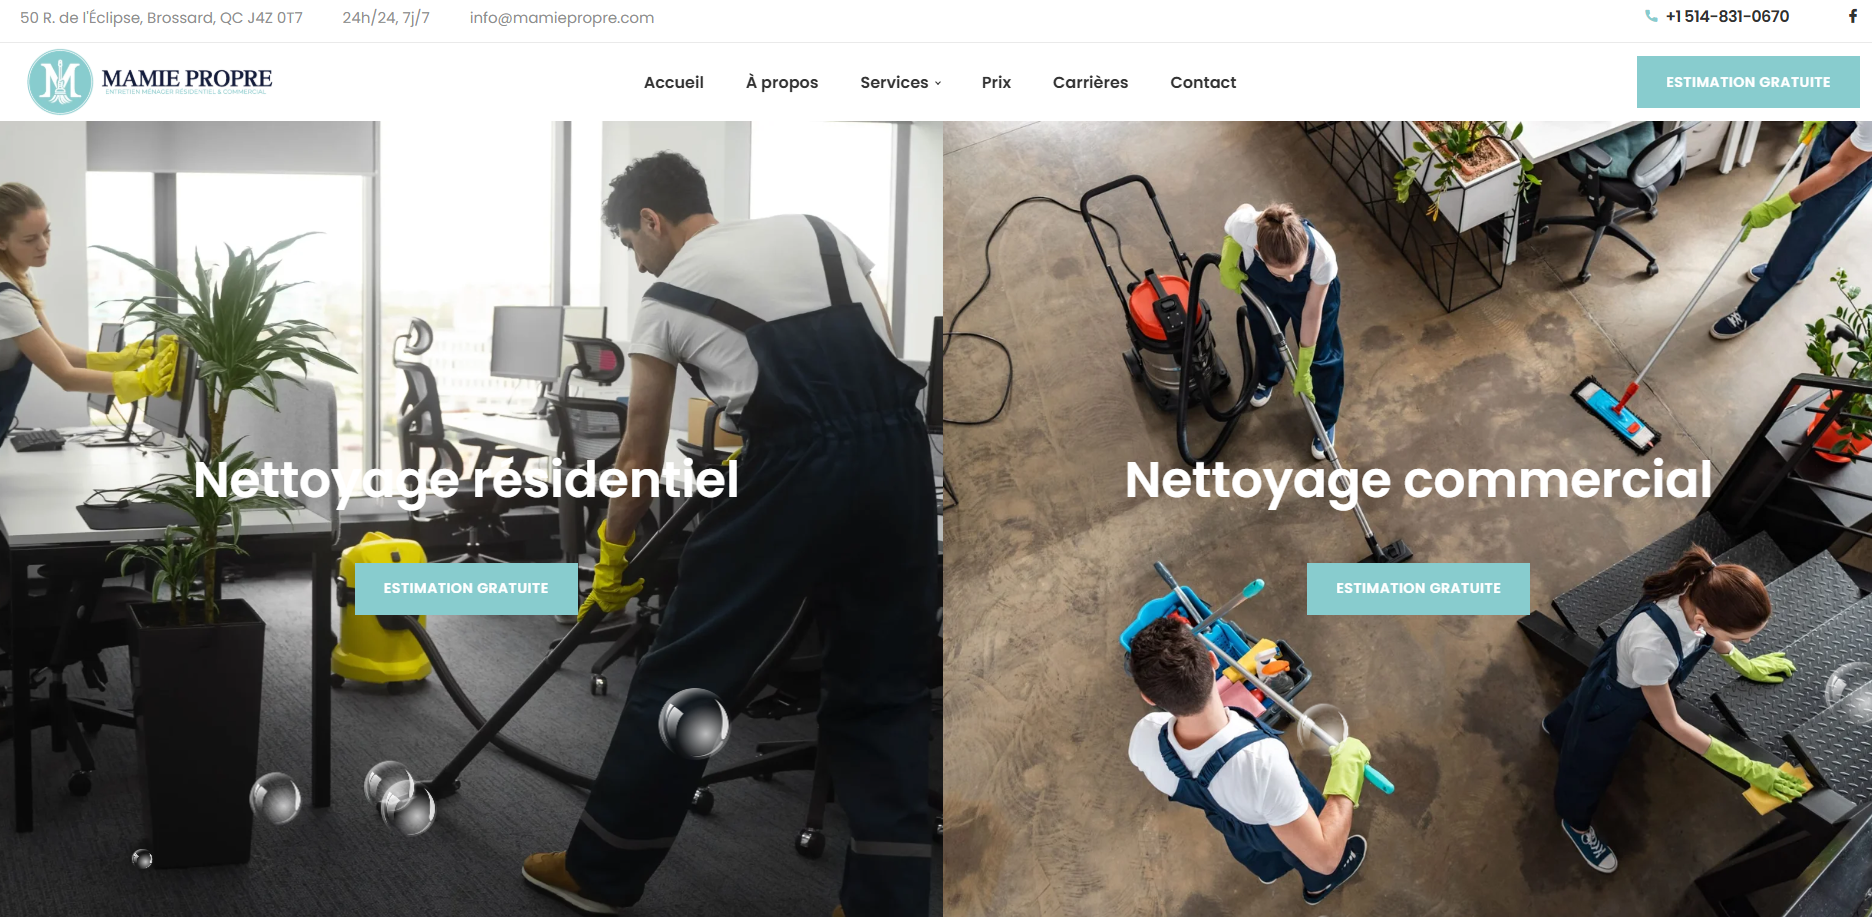 50 R. de l'Éclipse, Brossard, QC J4Z 0T7
24h/24, 7j/7
info@mamiepropre.com
+1 514-831-0670
MAMIE PROPRE
ENTRETIEN MÉNAGER RÉSIDENTIEL & COMMERCIAL
Accueil
À propos
Services
Prix
Carrières
Contact
ESTIMATION GRATUITE
Nettoyage résidentiel
ESTIMATION GRATUITE
Nettoyage commercial
ESTIMATION GRATUITE